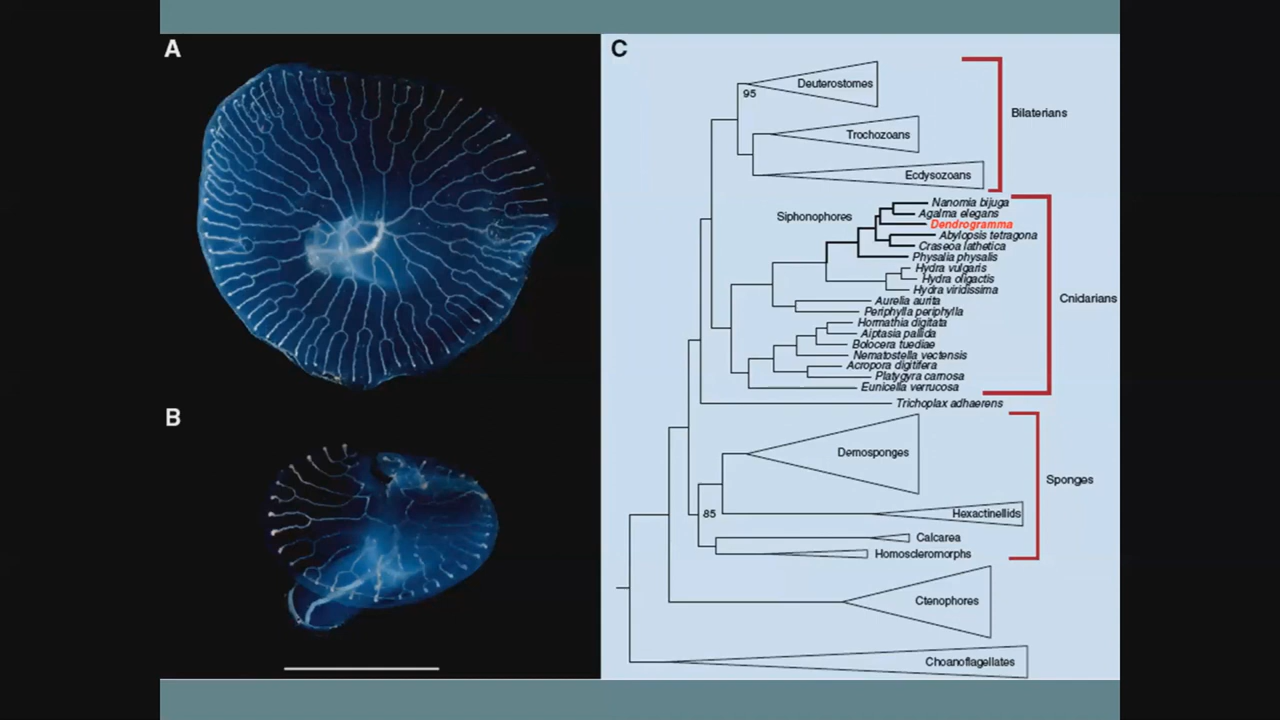 A
B
C
95
Deuterostomes
Trochozoans
Ecdysozoans
Bilaterians
Siphonophores
Nanomia bijuga
Agalma elegans
Dendrogramma
Abylopsis tetragona
Craseoa lathetica
Physalia physalis
Hydra vulgaris
Hydra oligactis
Hydra viridissima
Aurelia aurita
Periphylla periphylla
Hormathia digitata
Aiptasia pallida
Bolocera tuediae
Nematostella vectensis
Acropora digitifera
Platygyra carnosa
Eunicella verrucosa
Cnidarians
Trichoplax adhaerens
Demosponges
85
Hexactinellids
Calcarea
Homoscleromorphs
Sponges
Ctenophores
Choanoflagellates